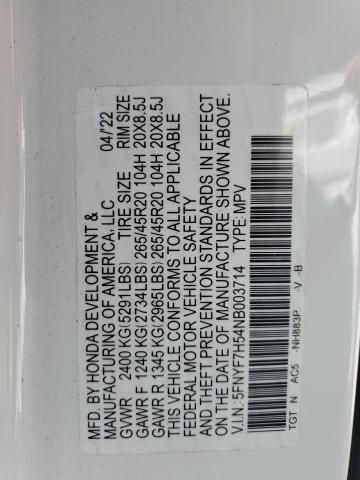 MFD. BY HONDA DEVELOPMENT &
MANUFACTURING OF AMERICA, LLC 04/'22
GVWR 2400 KG(5291LBS) TIRE SIZE RIM SIZE
GAWR F 1240 KG(2734LBS) 265/45R20 104H 20X8.5J
GAWR R 1345 KG(2965LBS) 265/45R20 104H 20X8.5J
THIS VEHICLE CONFORMS TO ALL APPLICABLE
FEDERAL MOTOR VEHICLE SAFETY
AND THEFT PREVENTION STANDARDS IN EFFECT
ON THE DATE OF MANUFACTURE SHOWN ABOVE.
V.I.N.:5FNYF7H54NB003714 TYPE:MPV
TGT N AC5 -NH883P -V -B